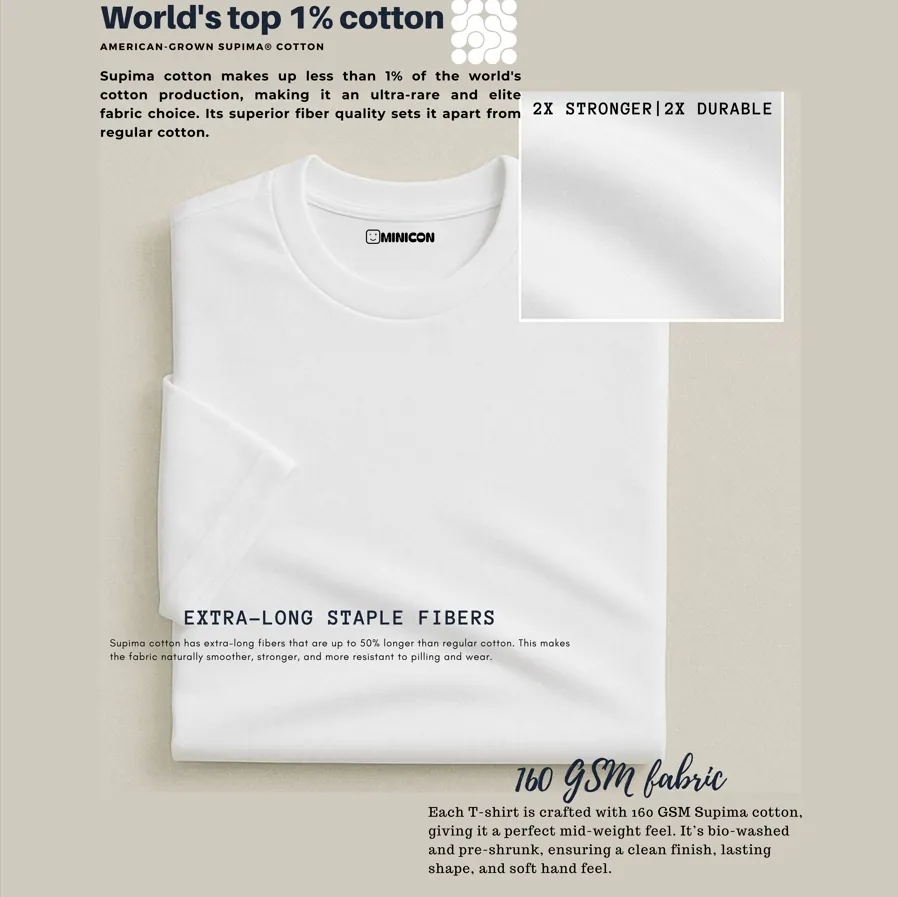 World's top 1% cotton
AMERICAN-GROWN SUPIMA® COTTON
Supima cotton makes up less than 1% of the world's
cotton production, making it an ultra-rare and elite
fabric choice. Its superior fiber quality sets it apart from
regular cotton.
2X STRONGER|2X DURABLE
MINICON
EXTRA-LONG STAPLE FIBERS
Supima cotton has extra-long fibers that are up to 50% longer than regular cotton. This makes
the fabric naturally smoother, stronger, and more resistant to pilling and wear.
160 GSM fabric
Each T-shirt is crafted with 160 GSM Supima cotton,
giving it a perfect mid-weight feel. It's bio-washed
and pre-shrunk, ensuring a clean finish, lasting
shape, and soft hand feel.